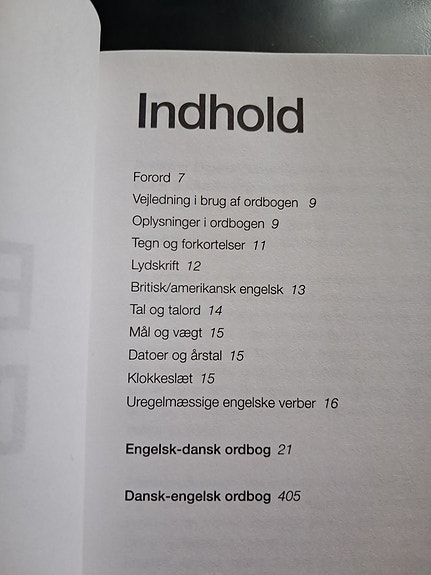 Indhold
Forord 7
Vejledning i brug af ordbogen 9
Oplysninger i ordbogen 9
Tegn og forkortelser 11
Lydskrift 12
Britisk/amerikansk engelsk 13
Tal og talord 14
Mål og vægt 15
Datoer og årstal 15
Klokkeslæt 15
Uregelmæssige engelske verber 16
Engelsk-dansk ordbog 21
Dansk-engelsk ordbog 405